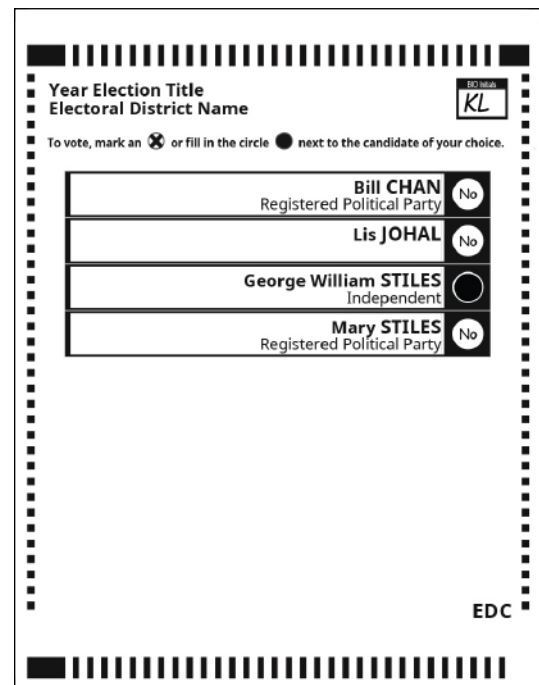 Year Election Title
Electoral District Name
BIO Initials
KL
To vote, mark an or fill in the circle next to the candidate of your choice.
Bill CHAN
Registered Political Party
No
Lis JOHAL
No
George William STILES
Independent
Mary STILES
Registered Political Party
No
EDC